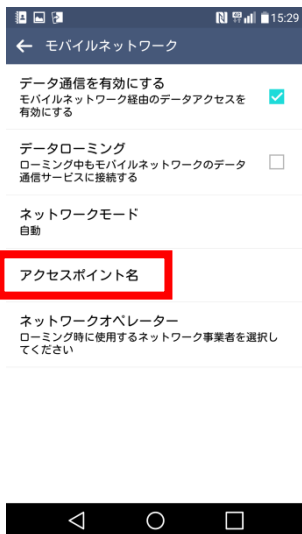 15:29
モバイルネットワーク
データ通信を有効にする
モバイルネットワーク経由のデータアクセスを
有効にする
データローミング
ローミング中もモバイルネットワークのデータ
通信サービスに接続する
ネットワークモード
自動
アクセスポイント名
ネットワークオペレーター
ローミング時に使用するネットワーク事業者を選択し
てください